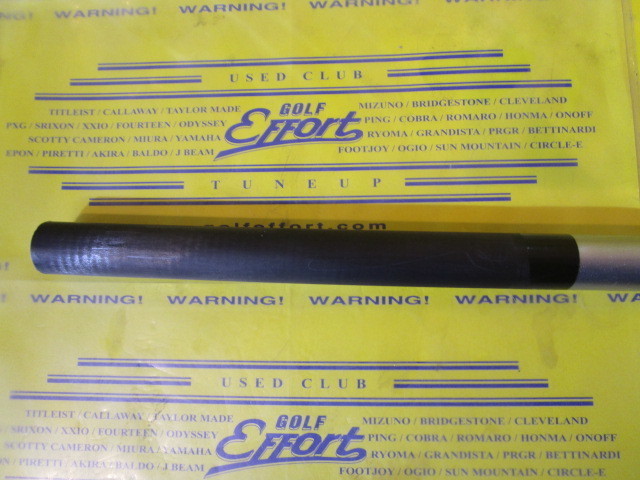 WARNING! WARNING! WARNING! WARNING!
USED CLUB
TITLEIST / CALLAWAY / TAYLOR MADE
PXG / SRIXON / XXIO / FOURTEEN / ODYSSEY
SCOTTY CAMERON / MIURA / YAMAHA
EPON / PIRETTI / AKIRA / BALDO / J BEAM
GOLF
Effort
MIZUNO / BRIDGESTONE / CLEVELAND
PING / COBRA / ROMARO / HONMA / ONOFF
RYOMA / GRANDISTA / PRGR / BETTINARDI
FOOTJOY / OGIO / SUN MOUNTAIN / CIRCLE-E
TUNEUP
golfeffort.com
WARNING! WARNING! WARNING! WARNING!
USED CLUB
TITLEIST / CALLAWAY / TAYLOR MADE
/ SRIXON / XXIO / FOURTEEN / ODYSSEY
SCOTTY CAMERON / MIURA / YAMAHA
/ PIRETTI / AKIRA / BALDO / J BEAM
GOLF
Effort
MIZUNO / BRIDGESTONE / CLEVELAND
PING / COBRA / ROMARO / HONMA / ONOFF
RYOMA / GRANDISTA / PRGR / BETTINARDI
FOOTJOY / OGIO / SUN MOUNTAIN / CIRCLE-E